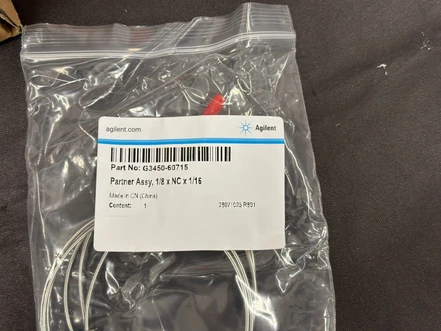 agilent.com
Agilent
Part No: G3450-60715
Partner Assy, 1/8 x NC x 1/16
Made in CN (China)
Content: 1